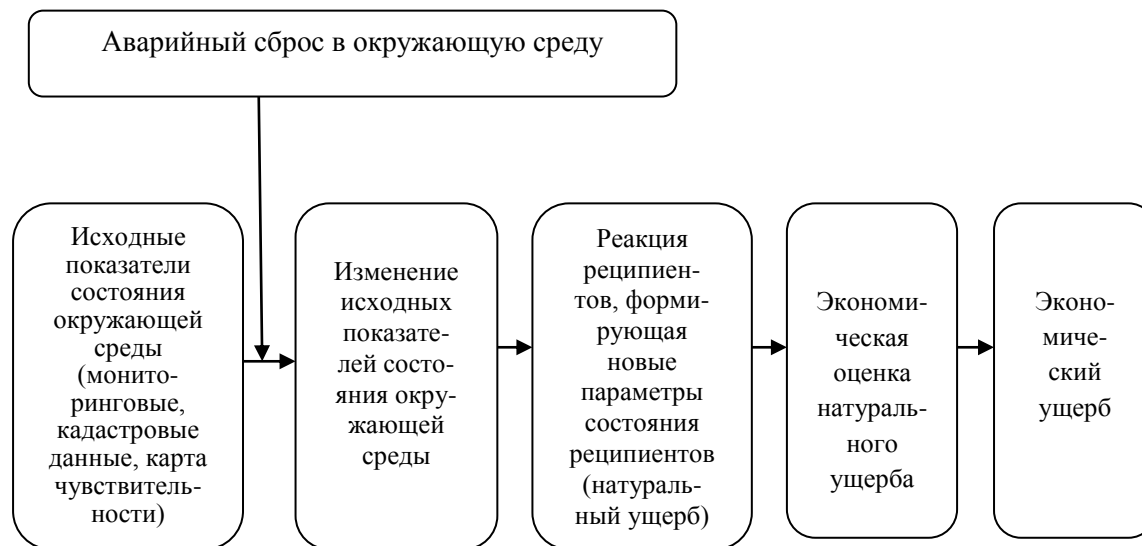 Аварийный сброс в окружающую среду
Исходные
показатели
состояния
окружающей
среды
(монито-
ринговые,
кадастровые
данные, карта
чувствитель-
ности)
Изменение
исходных
показате-
лей состо-
яния окру-
жающей
среды
Реакция
реципиен-
тов, форми-
рующая
новые
параметры
состояния
реципиентов
(натураль-
ный ущерб)
Экономи-
ческая
оценка
натураль-
ного
ущерба
Эконо-
миче-
ский
ущерб